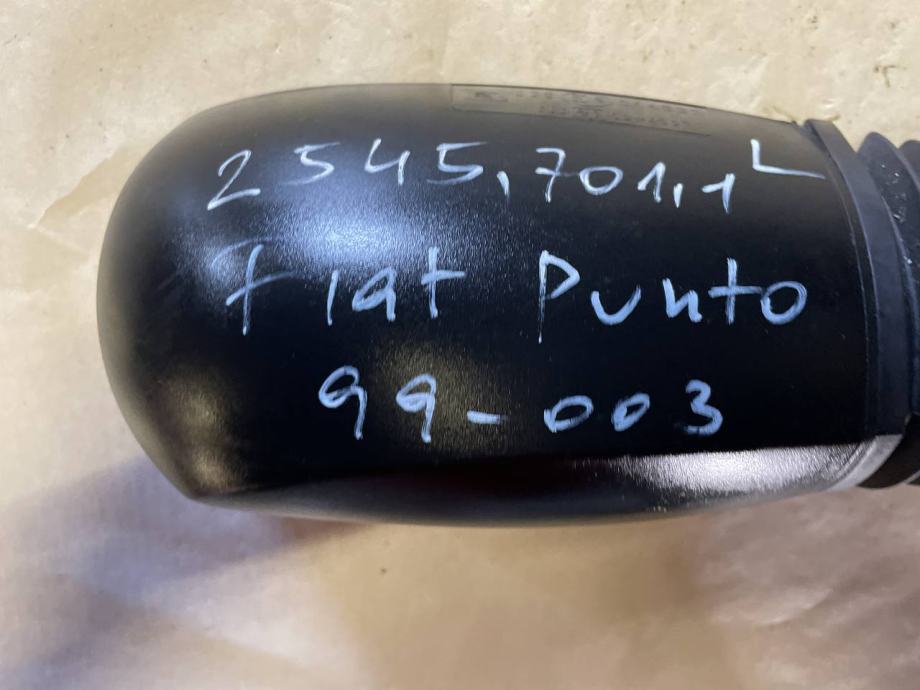 2545,701,1 L
Fiat Punto
99-003